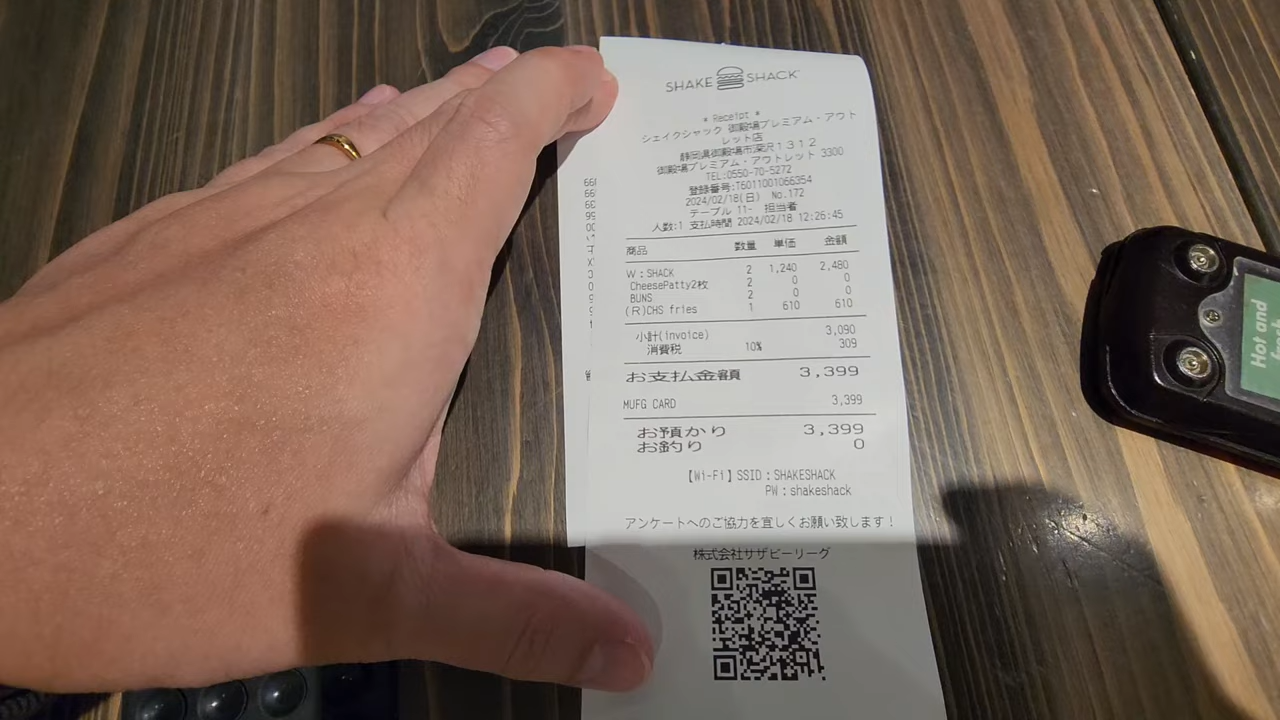 SHAKE SHACK
* Receipt *
シェイクシャック 御殿場プレミアム・アウト
レット店
静岡県御殿場市深沢1312
御殿場プレミアム・アウトレット 3300
TEL:0550-70-5272
登録番号:T6011001066354
2024/02/18(日) No.172
テーブル 11- 担当者
人数:1 支払時間 2024/02/18 12:26:45
商品 数量 単価 金額
W:SHACK 2 1,240 2,480
CheesePatty2枚 2 0 0
BUNS 2 0 0
(R)CHS fries 1 610 610
小計(invoice) 3,090
消費税 10% 309
お支払金額 3,399
MUFG CARD 3,399
お預かり 3,399
お釣り 0
【Wi-Fi】SSID:SHAKESHACK
PW:shakeshack
アンケートへのご協力を宜しくお願い致します!
株式会社サザビーリーグ
Hot and